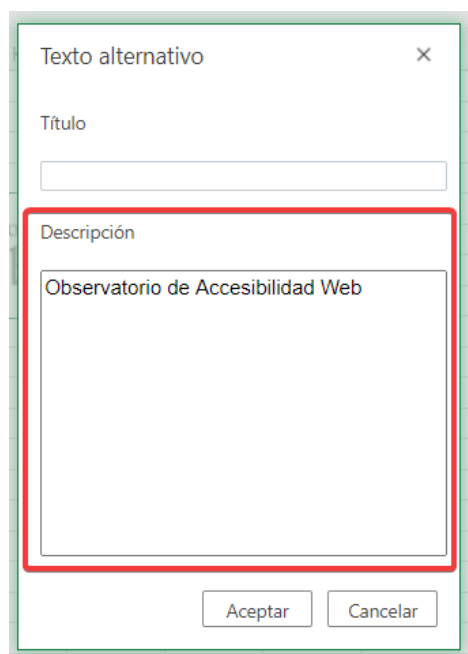 Texto alternativo
Título
Descripción
Observatorio de Accesibilidad Web
Aceptar
Cancelar